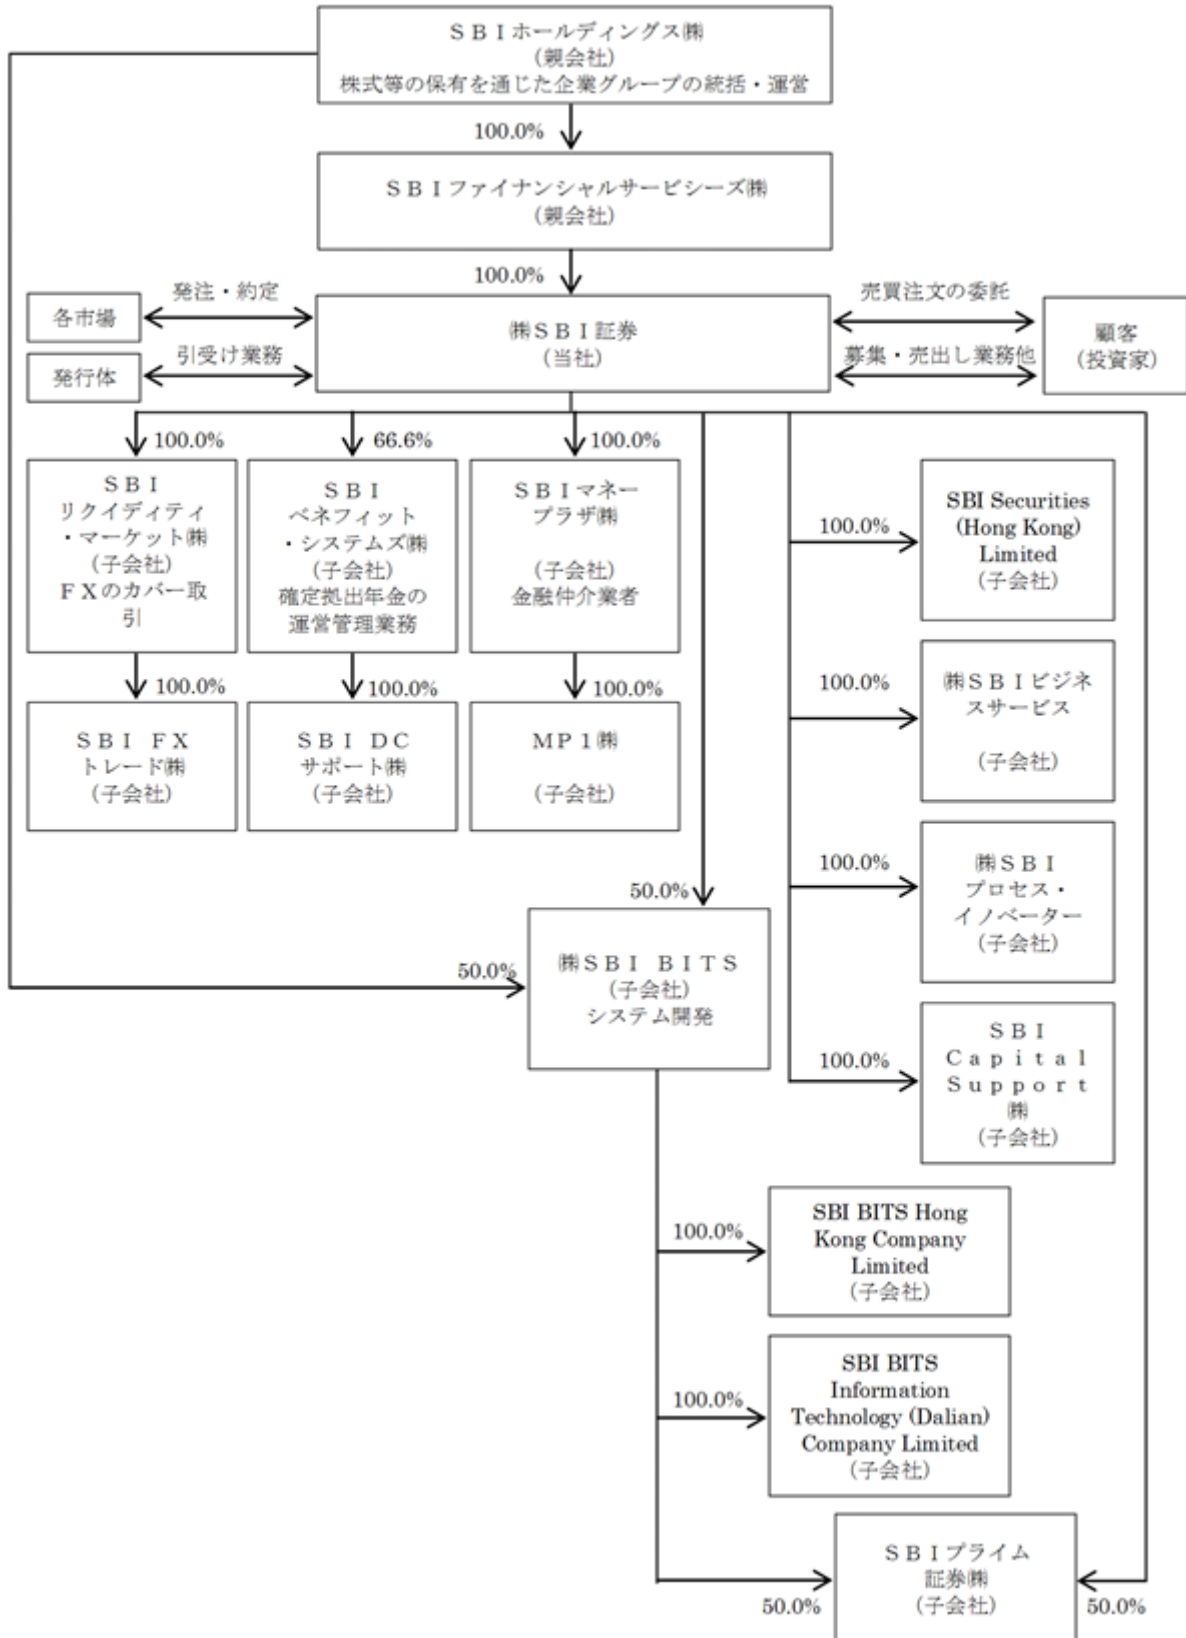 ＳＢＩホールディングス㈱
(親会社)
株式等の保有を通じた企業グループの統括・運営
100.0%
ＳＢＩファイナンシャルサービシーズ㈱
(親会社)
100.0%
各市場
発注・約定
発行体
引受け業務
㈱ＳＢＩ証券
(当社)
売買注文の委託
募集・売出し業務他
顧客
(投資家)
100.0%
66.6%
100.0%
ＳＢＩ
リクイディティ
・マーケット㈱
(子会社)
ＦＸのカバー取
引
ＳＢＩ
ベネフィット
・システムズ㈱
(子会社)
確定拠出年金の
運営管理業務
ＳＢＩマネー
プラザ㈱
(子会社)
金融仲介業者
100.0%
SBI Securities
(Hong Kong)
Limited
(子会社)
100.0%
100.0%
100.0%
ＳＢＩ ＦＸ
トレード㈱
(子会社)
ＳＢＩ ＤＣ
サポート㈱
(子会社)
ＭＰ１㈱
(子会社)
100.0%
㈱ＳＢＩビジネ
スサービス
(子会社)
100.0%
㈱ＳＢＩ
プロセス・
イノベーター
(子会社)
50.0%
50.0%
㈱ＳＢＩ ＢＩＴＳ
(子会社)
システム開発
100.0%
ＳＢＩ
Ｃａｐｉｔａｌ
Ｓｕｐｐｏｒｔ
㈱
(子会社)
100.0%
SBI BITS Hong
Kong Company
Limited
(子会社)
100.0%
SBI BITS
Information
Technology (Dalian)
Company Limited
(子会社)
50.0%
ＳＢＩプライム
証券㈱
(子会社)
50.0%